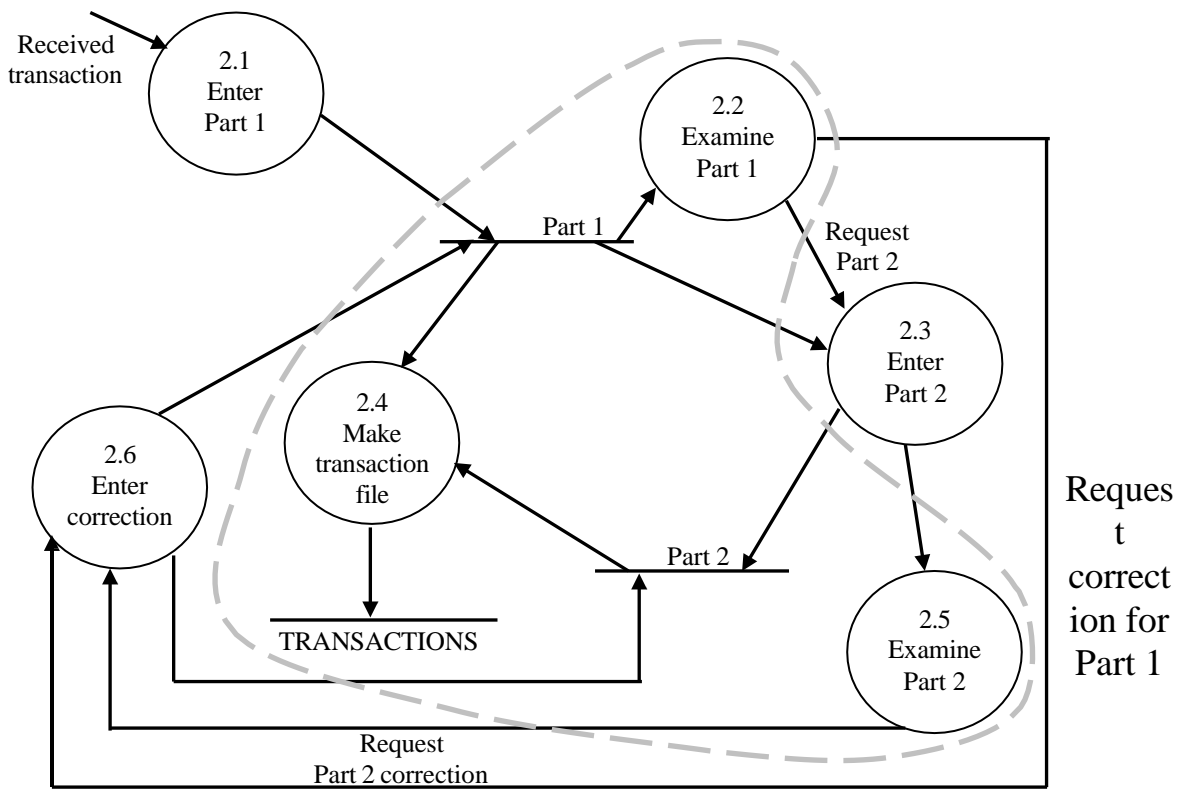 Received
transaction
2.1
Enter
Part 1
2.2
Examine
Part 1
Part 1
Request
Part 2
2.3
Enter
Part 2
2.4
Make
transaction
file
2.6
Enter
correction
Part 2
TRANSACTIONS
2.5
Examine
Part 2
Reques
t
correct
ion for
Part 1
Request
Part 2 correction